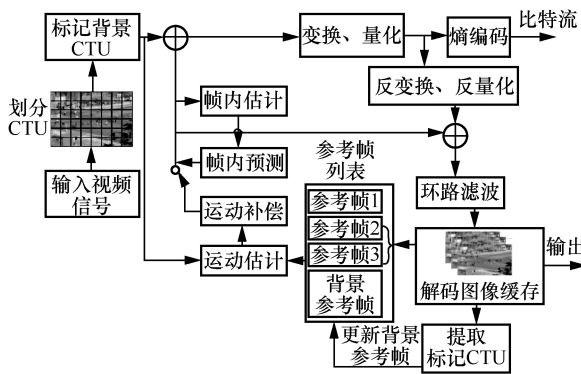 标记背景
CTU
变换、量化
熵编码
比特流
反变换、反量化
划分
CTU
帧内估计
帧内预测
参考帧
列表
输入视频
信号
运动补偿
运动估计
参考帧1
参考帧2
参考帧3
背景
参考帧
环路滤波
解码图像缓存
输出
更新背景
参考帧
提取
标记CTU